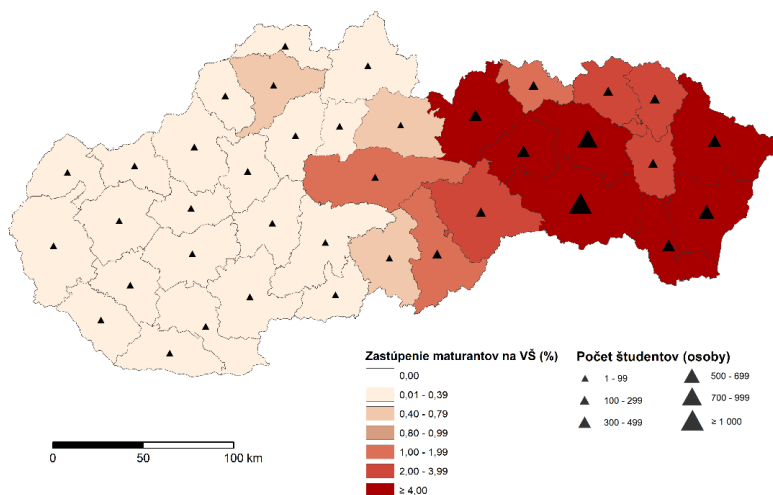 Zastúpenie maturantov na VŠ (%)
0,00
0,01 - 0,39
0,40 - 0,79
0,80 - 0,99
1,00 - 1,99
2,00 - 3,99
≥ 4,00
Počet študentov (osoby)
1 - 99
100 - 299
300 - 499
500 - 699
700 - 999
≥ 1 000
0 50 100 km